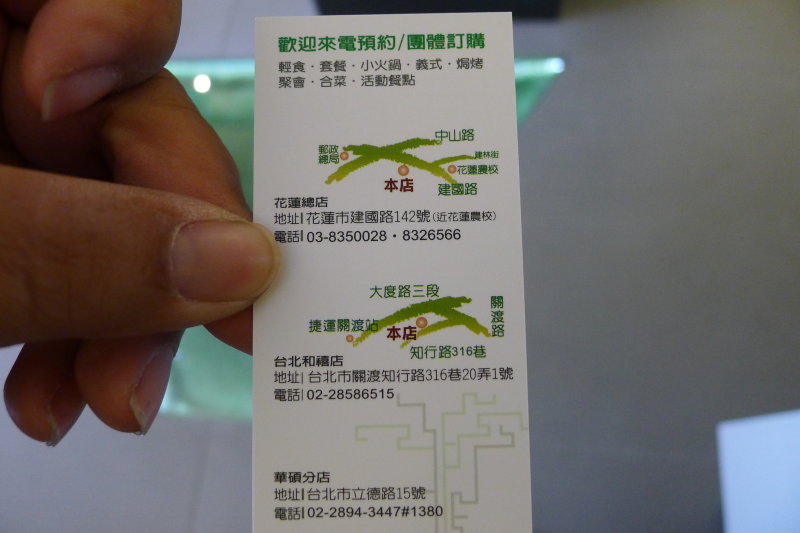 歡迎來電預約/團體訂購
輕食・套餐・小火鍋・義式・焗烤
聚會・合菜・活動餐點
中山路
郵政
總局
建林街
花蓮農校
本店
建國路
花蓮總店
地址|花蓮市建國路142號(近花蓮農校)
電話|03-8350028・8326566
大度路三段
關渡路
捷運關渡站
本店
知行路316巷
台北和禧店
地址|台北市關渡知行路316巷20弄1號
電話|02-28586515
華碩分店
地址|台北市立德路15號
電話|02-2894-3447#1380